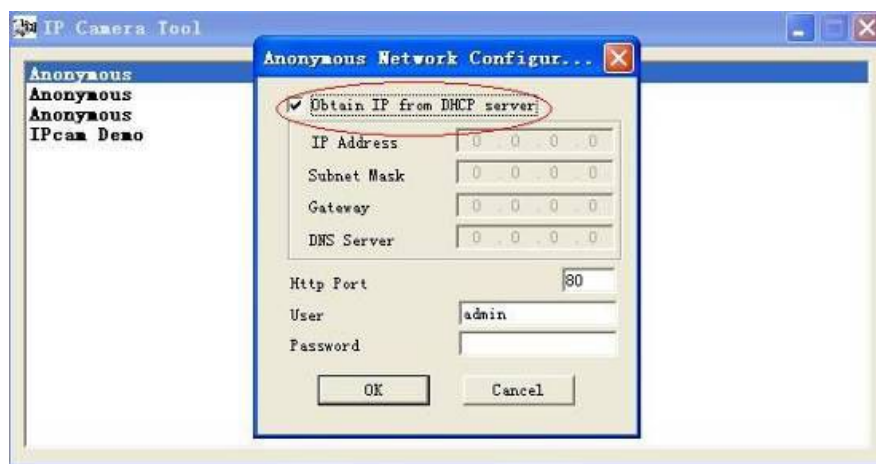 IP Camera Tool
Anonymous
Anonymous
Anonymous
IPcam Demo
Anonymous Network Configur...
Obtain IP from DHCP server
IP Address 0 . 0 . 0 . 0
Subnet Mask 0 . 0 . 0 . 0
Gateway 0 . 0 . 0 . 0
DNS Server 0 . 0 . 0 . 0
Http Port 80
User admin
Password
OK Cancel